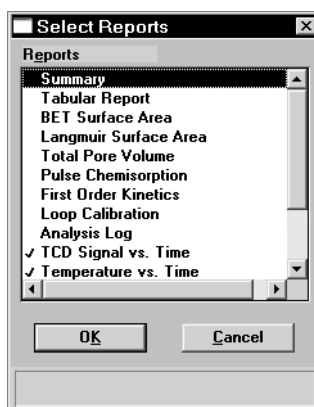 Select Reports
Reports
Summary
Tabular Report
BET Surface Area
Langmuir Surface Area
Total Pore Volume
Pulse Chemisorption
First Order Kinetics
Loop Calibration
Analysis Log
✓ TCD Signal vs. Time
✓ Temperature vs. Time
OK
Cancel